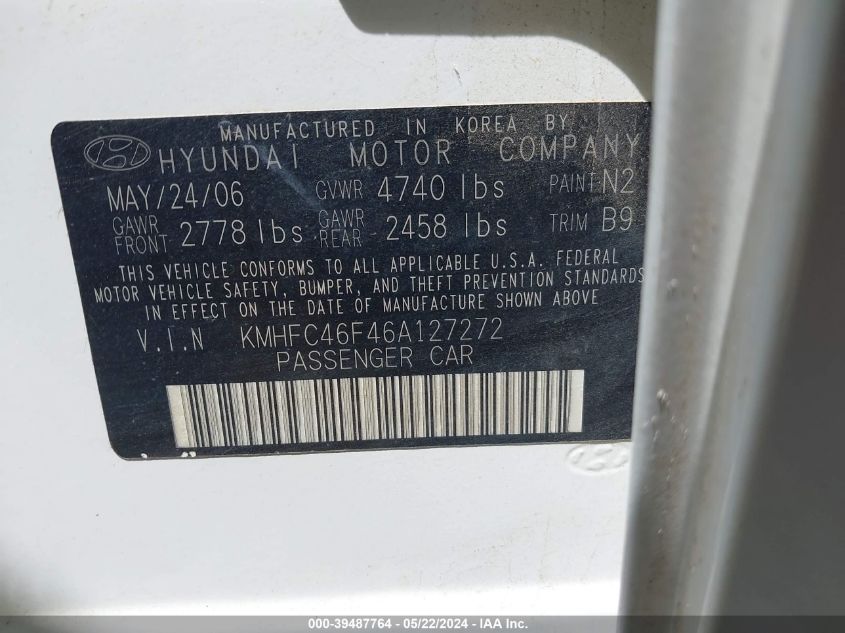 MANUFACTURED IN KOREA BY
HYUNDAI MOTOR COMPANY
MAY/24/06 GVWR 4740 lbs PAINT N2
GAWR FRONT 2778 lbs GAWR REAR 2458 lbs TRIM B9
THIS VEHICLE CONFORMS TO ALL APPLICABLE U.S.A. FEDERAL
MOTOR VEHICLE SAFETY, BUMPER, AND THEFT PREVENTION STANDARDS
IN EFFECT ON THE DATE OF MANUFACTURE SHOWN ABOVE
V.I.N KMHFC46F46A127272
PASSENGER CAR
000-39487764 - 05/22/2024 - IAA Inc.